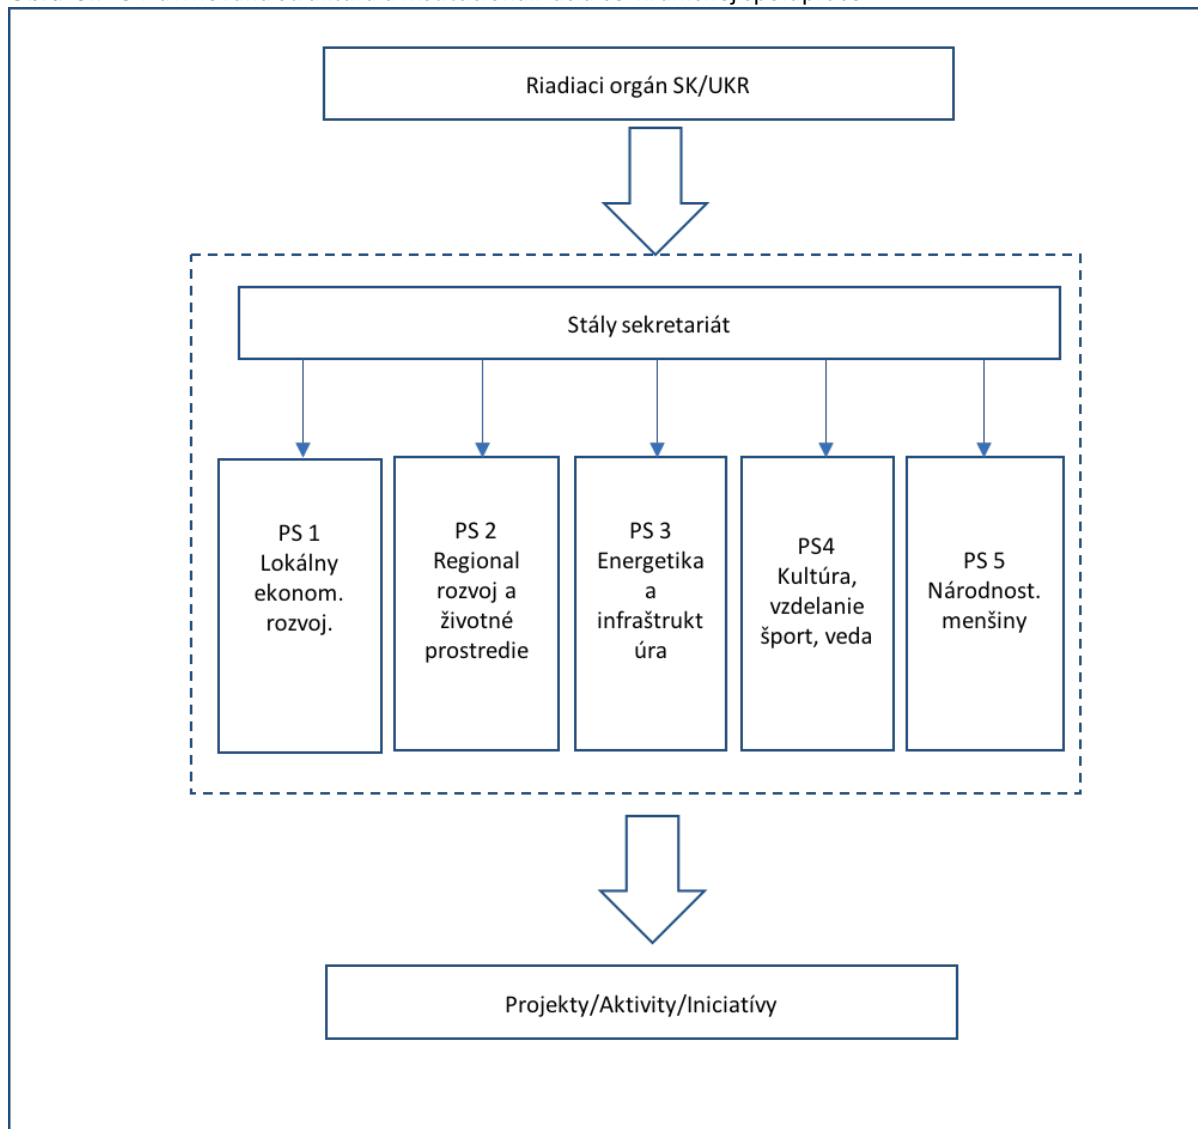 Riadiaci orgán SK/UKR
Stály sekretariát
PS 1
Lokálny
ekonom.
rozvoj.
PS 2
Regional
rozvoj a
životné
prostredie
PS 3
Energetika
a
infraštrukt
úra
PS4
Kultúra,
vzdelanie
šport, veda
PS 5
Národnost.
menšiny
Projekty/Aktivity/Iniciatívy